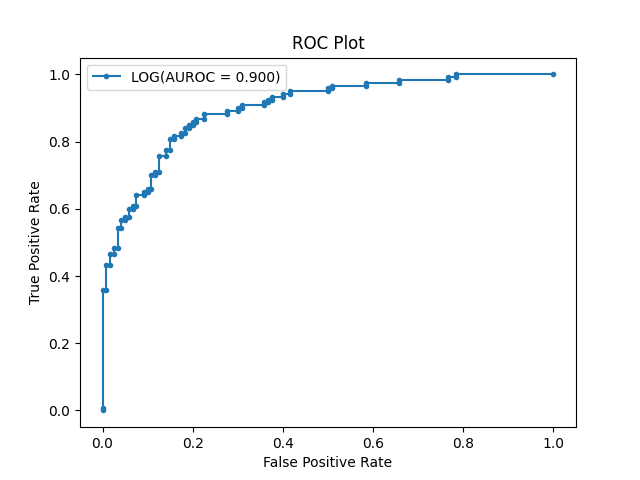 ROC Plot
LOG(AUROC = 0.900)
True Positive Rate
1.0
0.8
0.6
0.4
0.2
0.0
0.0 0.2 0.4 0.6 0.8 1.0
False Positive Rate